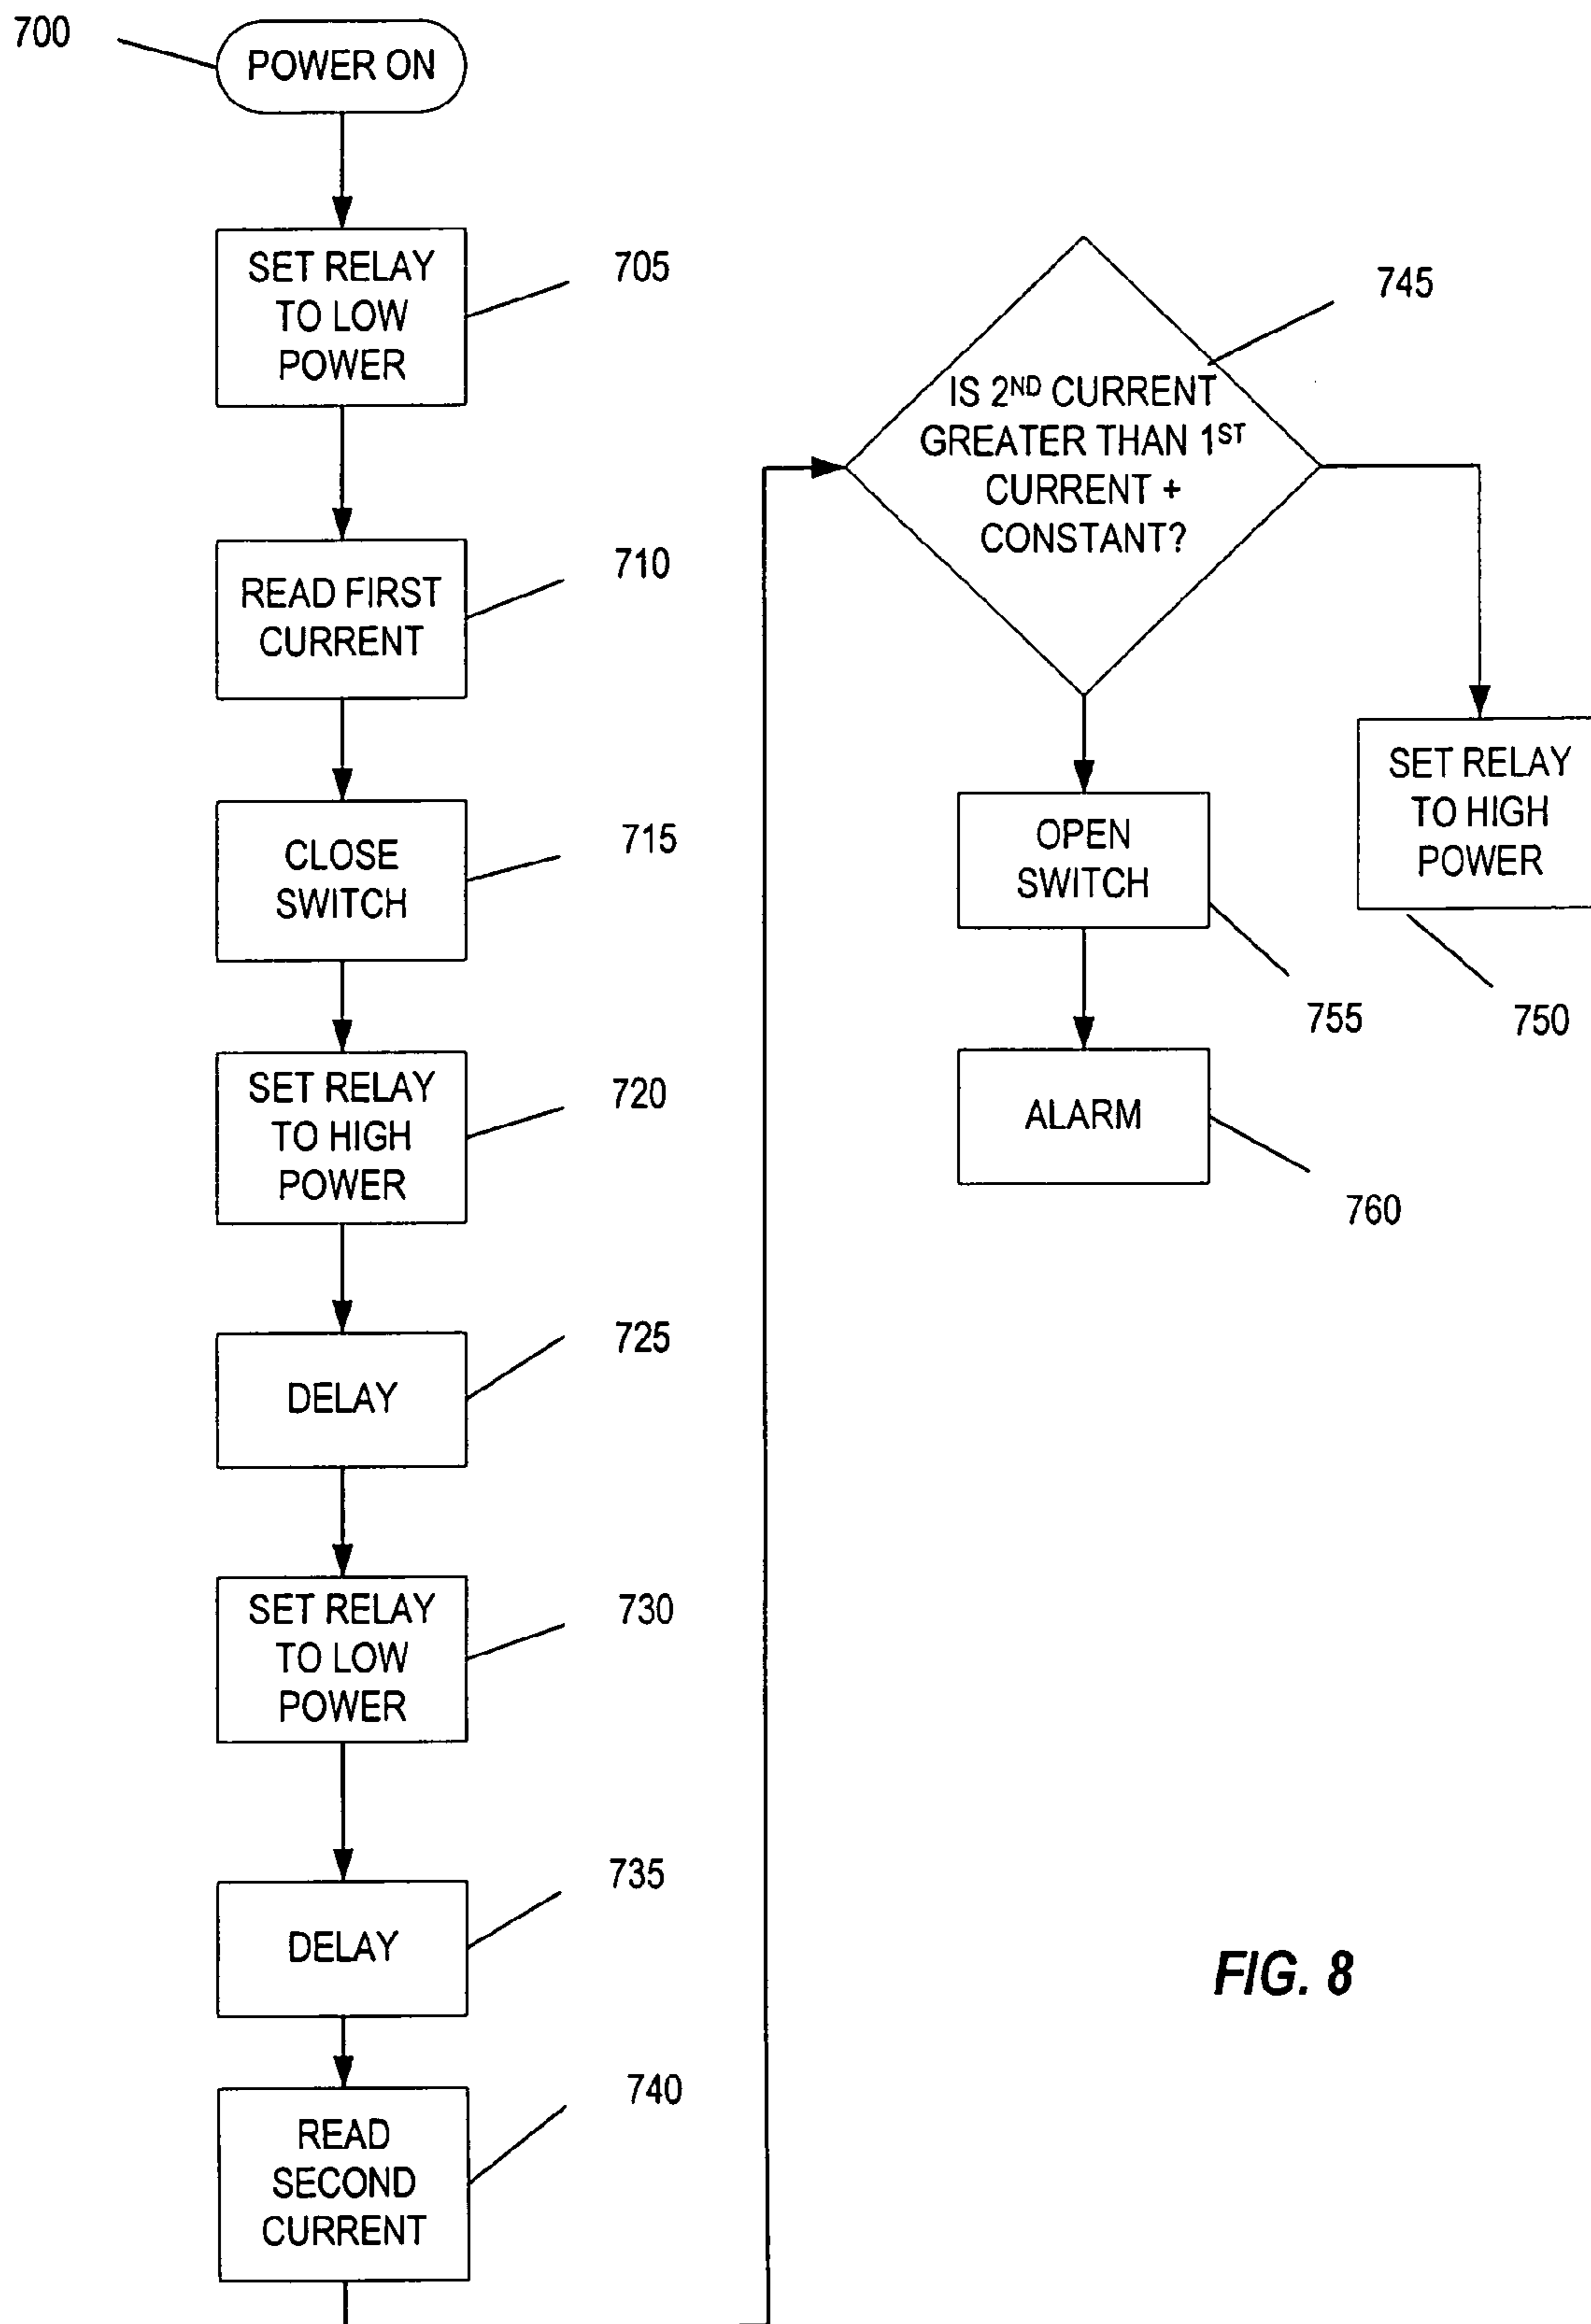 700
POWER ON
SET RELAY
TO LOW
POWER
705
READ FIRST
CURRENT
710
CLOSE
SWITCH
715
SET RELAY
TO HIGH
POWER
720
DELAY
725
SET RELAY
TO LOW
POWER
730
DELAY
735
READ
SECOND
CURRENT
740
IS 2ND CURRENT
GREATER THAN 1ST
CURRENT +
CONSTANT?
745
SET RELAY
TO HIGH
POWER
750
OPEN
SWITCH
755
ALARM
760
FIG. 8